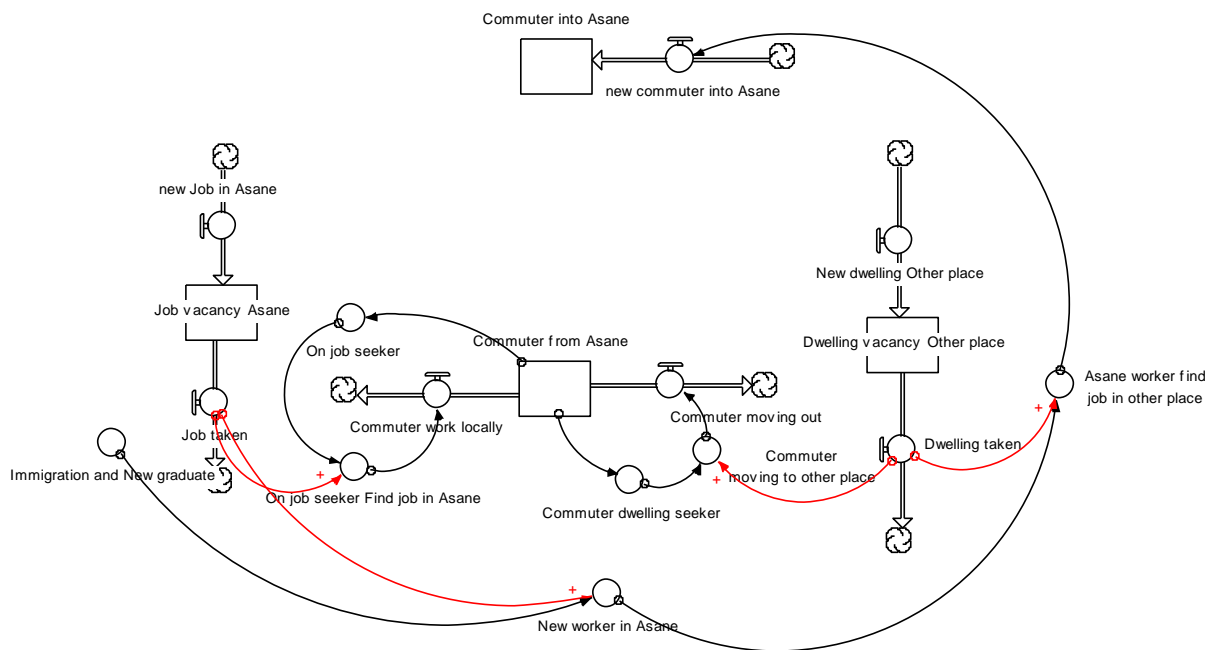 Commuter into Asane
new commuter into Asane
new Job in Asane
New dwelling Other place
Job vacancy Asane
On job seeker
Commuter from Asane
Dwelling vacancy Other place
Asane worker find
job in other place
Commuter work locally
Commuter moving out
Job taken
Dwelling taken
Immigration and New graduate
+
On job seeker Find job in Asane
Commuter
moving to other place
+
+
Commuter dwelling seeker
+
New worker in Asane